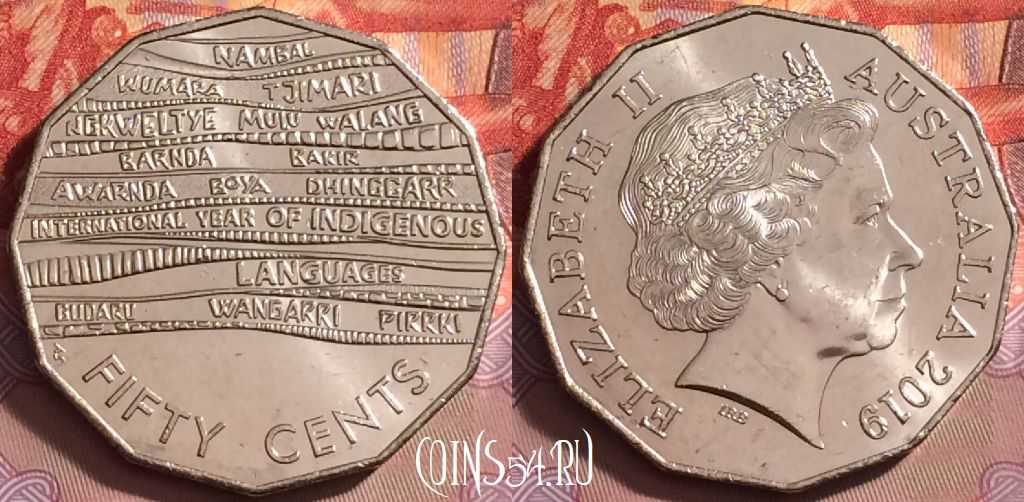 NAMBAL
WUMARA TJIMARI
NEKWELTYE MULU WALANG
BARNDA BAKIR
AWARNDA BOYA DHINGGARR
INTERNATIONAL YEAR OF INDIGENOUS
LANGUAGES
BUDARU WANGARRI PIRRKI
FIFTY CENTS
ELIZABETH II
AUSTRALIA 2019
IRB
COINS54.RU